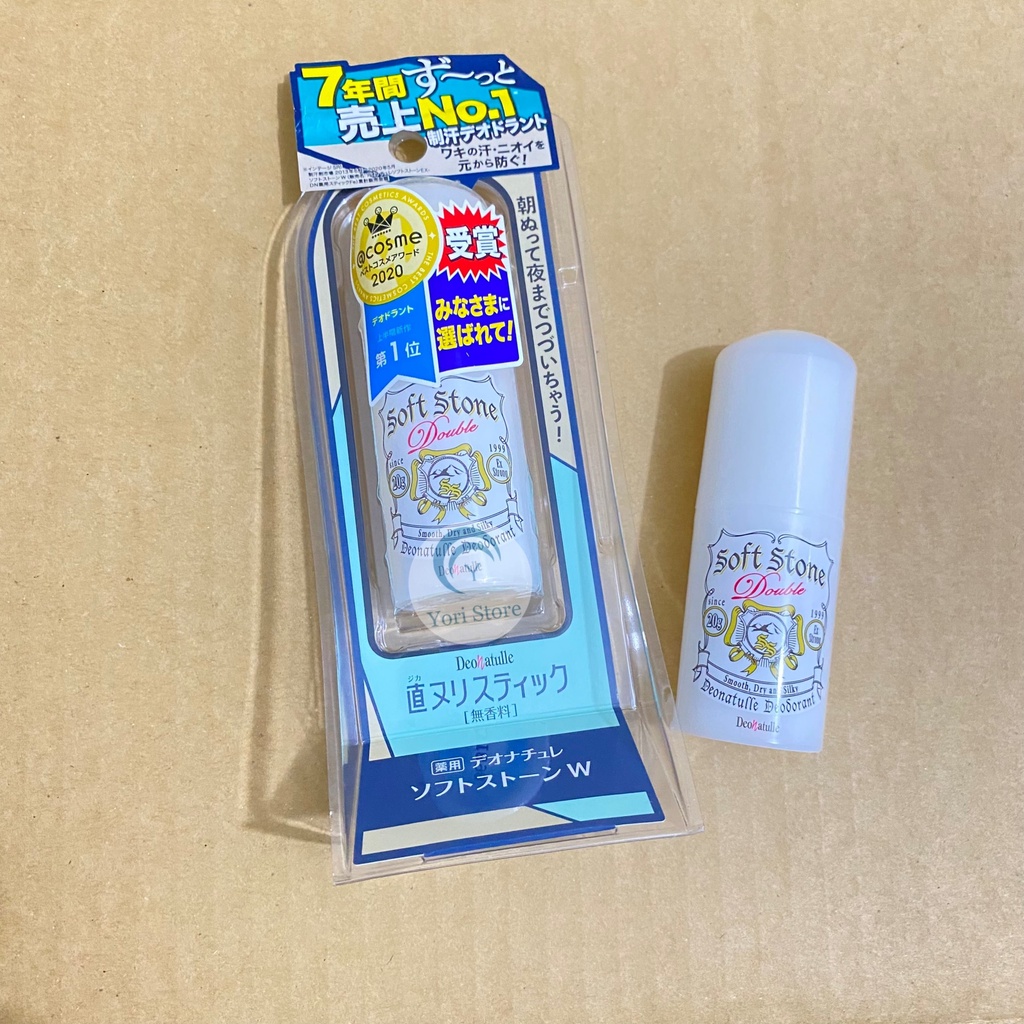 7年間ず〜っと
売上No.1
制汗デオドラント
ワキの汗・ニオイを
元から防ぐ!
朝ぬって夜までつづいちゃう!
@cosme
ベストコスメアワード
2020
受賞
みなさまに
選ばれて!
デオドラント
第1位
Soft Stone
Double
since
1999
20g
Ex
Strong
SS
Smooth, Dry and Silky
Deonatulle Deodorant
Deonatulle
Yori Store
Deonatulle
ジカ
直ヌリスティック
[無香料]
薬用 デオナチュレ
ソフトストーンW
Soft Stone
Double
since
1999
20g
Ex
Strong
SS
Smooth, Dry and Silky
Deonatulle Deodorant
Deonatulle